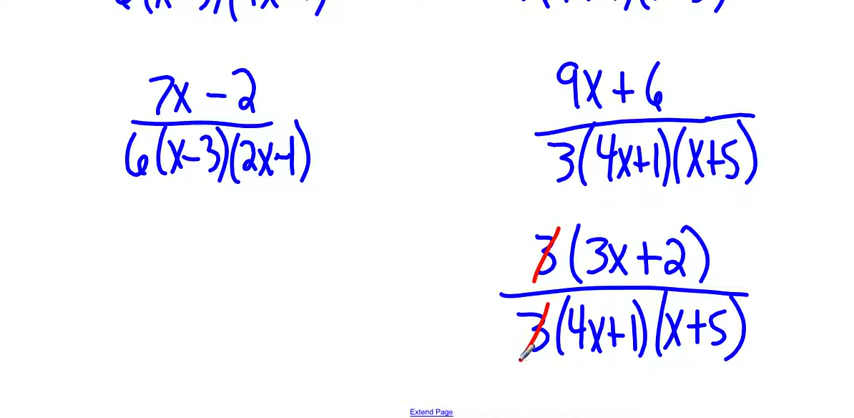 7x - 2
6(x-3)(2x-1)
9x + 6
3(4x+1)(x+5)
3(3x+2)
3(4x+1)(x+5)
Extend Page